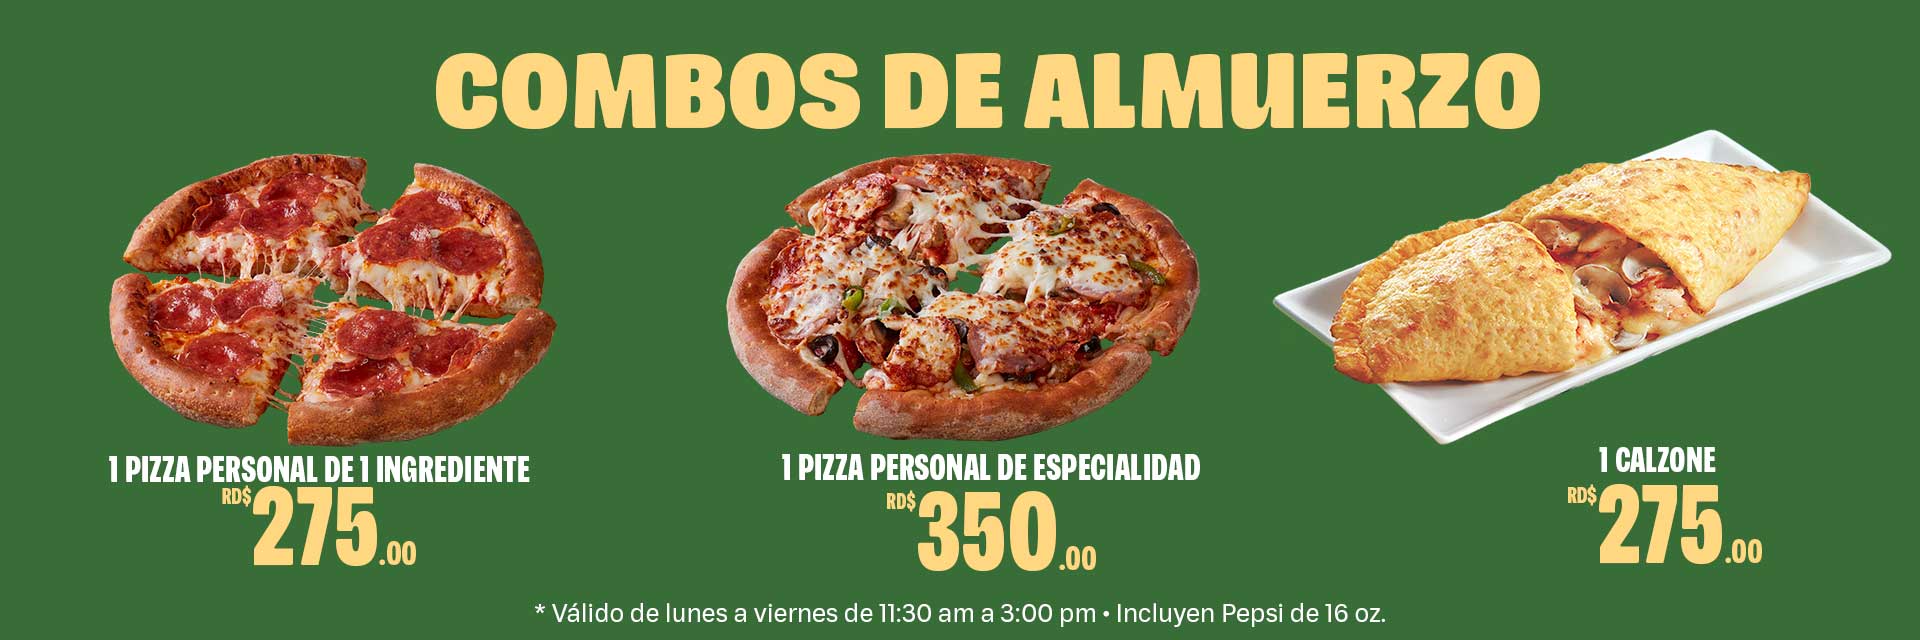 COMBOS DE ALMUERZO
1 PIZZA PERSONAL DE 1 INGREDIENTE
RD$275.00
1 PIZZA PERSONAL DE ESPECIALIDAD
RD$350.00
1 CALZONE
RD$275.00
* Válido de lunes a viernes de 11:30 am a 3:00 pm • Incluyen Pepsi de 16 oz.